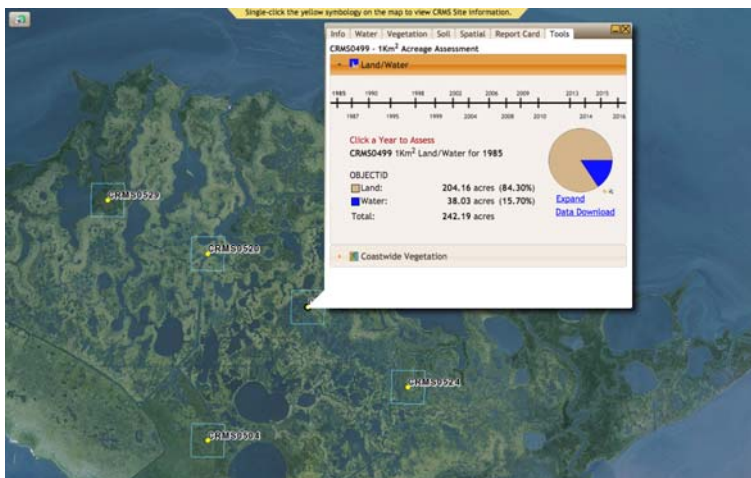 Single-click the yellow symbology on the map to view CRMS Site Information.
Info Water Vegetation Soil Spatial Report Card Tools
CRMS0499 - 1Km² Acreage Assessment
Land/Water
1985 1990 1998 2002 2006 2009 2013 2015
1987 1995 1999 2004 2008 2010 2014 2016
Click a Year to Assess
CRMS0499 1Km² Land/Water for 1985
OBJECTID
Land: 204.16 acres (84.30%)
Water: 38.03 acres (15.70%)
Total: 242.19 acres
Expand
Data Download
Coastwide Vegetation
CRMS0529
CRMS0520
CRMS0524
CRMS0504